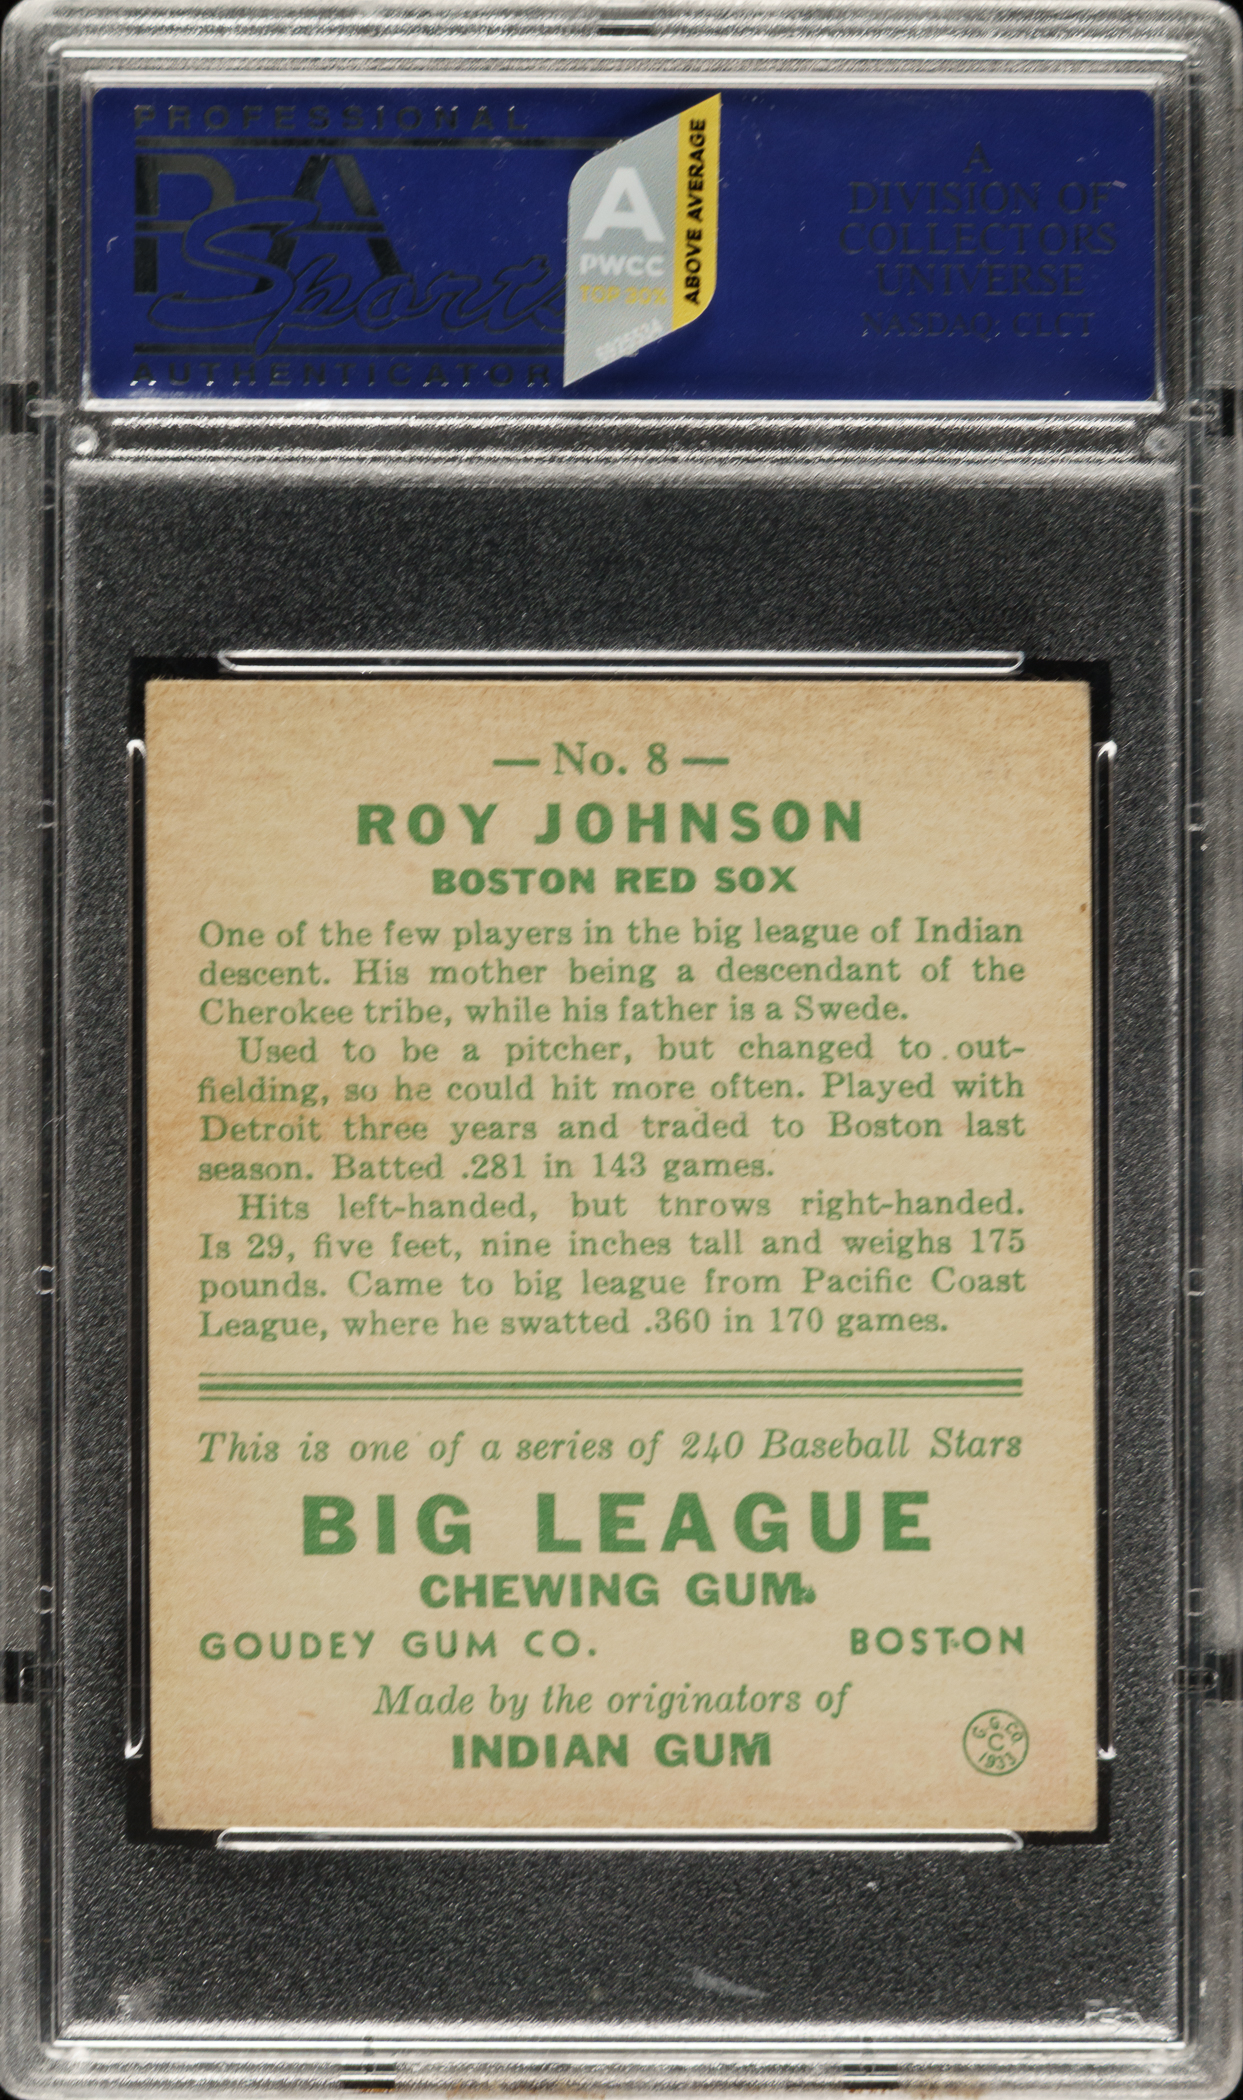 PROFESSIONAL
PSA
Sports
AUTHENTICATOR
A
PWCC
TOP 30%
ABOVE AVERAGE
A
DIVISION OF
COLLECTORS
UNIVERSE
NASDAQ: CLCT
— No. 8 —
ROY JOHNSON
BOSTON RED SOX
One of the few players in the big league of Indian
descent. His mother being a descendant of the
Cherokee tribe, while his father is a Swede.
Used to be a pitcher, but changed to out-
fielding, so he could hit more often. Played with
Detroit three years and traded to Boston last
season. Batted .281 in 143 games.
Hits left-handed, but throws right-handed.
Is 29, five feet, nine inches tall and weighs 175
pounds. Came to big league from Pacific Coast
League, where he swatted .360 in 170 games.
This is one of a series of 240 Baseball Stars
BIG LEAGUE
CHEWING GUM
GOUDEY GUM CO. BOSTON
Made by the originators of
INDIAN GUM
G. G. CO.
C
1933
PSA